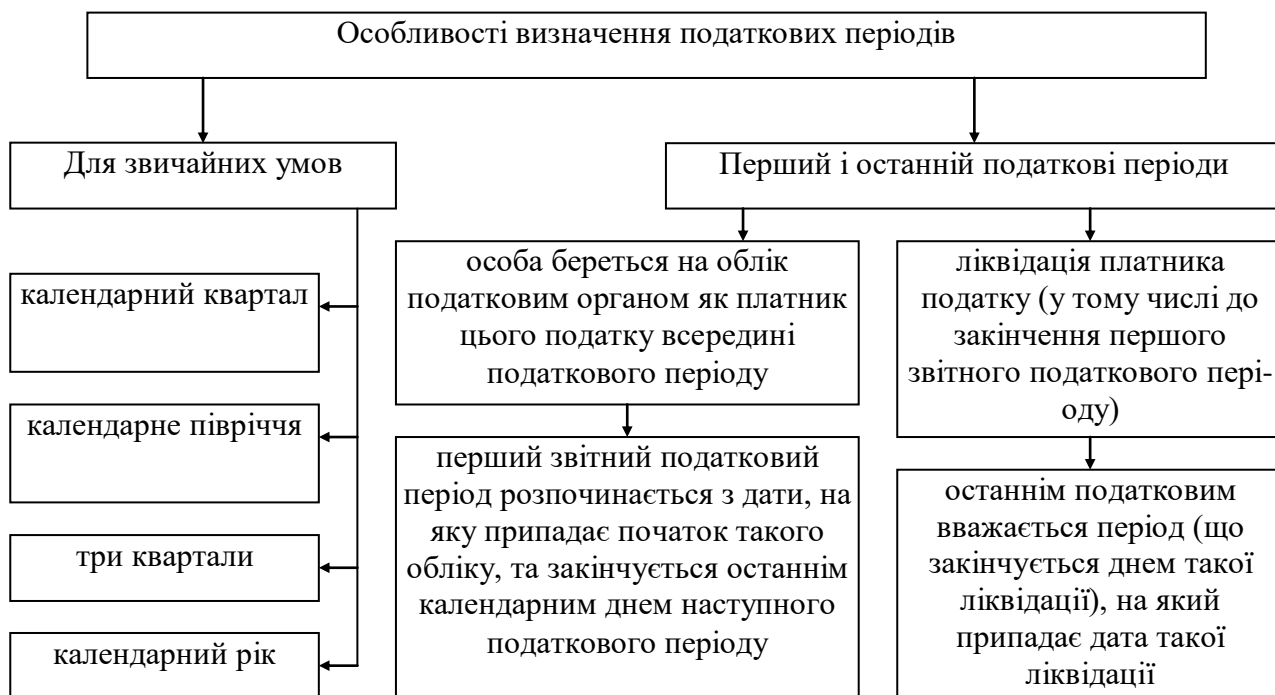 Особливості визначення податкових періодів
Для звичайних умов
Перший і останній податкові періоди
календарний квартал
календарне півріччя
три квартали
календарний рік
особа береться на облік
податковим органом як платник
цього податку всередині
податкового періоду
перший звітний податковий
період розпочинається з дати, на
яку припадає початок такого
обліку, та закінчується останнім
календарним днем наступного
податкового періоду
ліквідація платника
податку (у тому числі до
закінчення першого
звітного податкового пері-
оду)
останнім податковим
вважається період (що
закінчується днем такої
ліквідації), на який
припадає дата такої
ліквідації